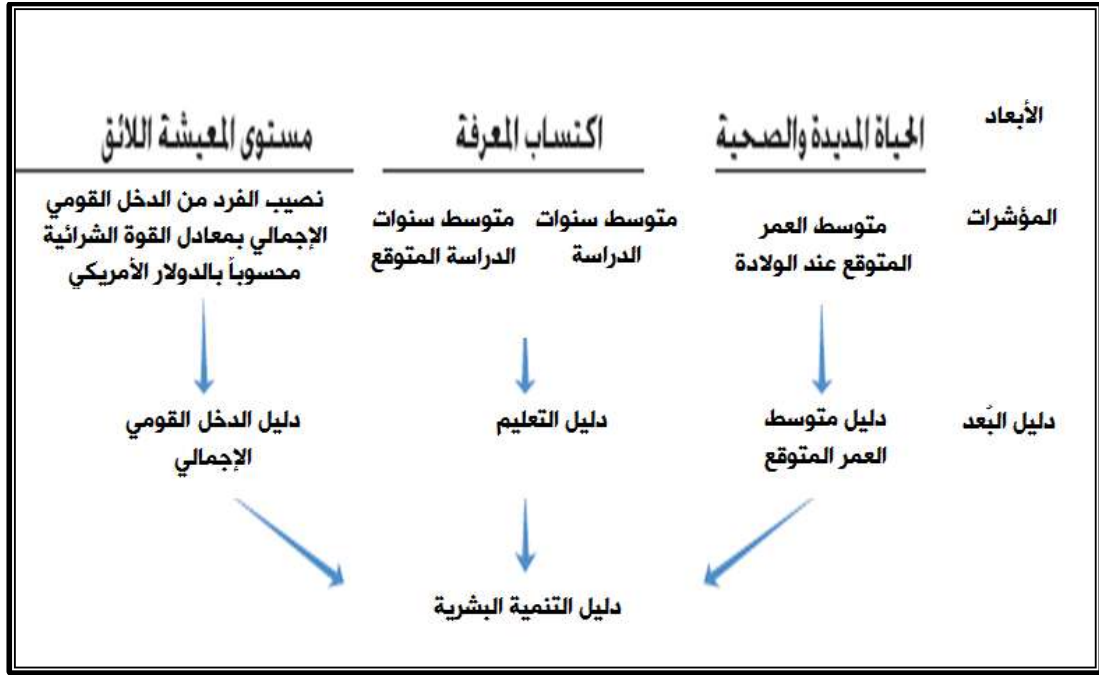 الأبعاد
الحياة المديدة والصحية
اكتساب المعرفة
مستوى المعيشة اللائق
المؤشرات
متوسط العمر
المتوقع عند الولادة
متوسط سنوات
الدراسة
متوسط سنوات
الدراسة المتوقع
نصيب الفرد من الدخل القومي
الإجمالي بمعادل القوة الشرائية
محسوباً بالدولار الأمريكي
دليل البُعد
دليل متوسط
العمر المتوقع
دليل التعليم
دليل الدخل القومي
الإجمالي
دليل التنمية البشرية